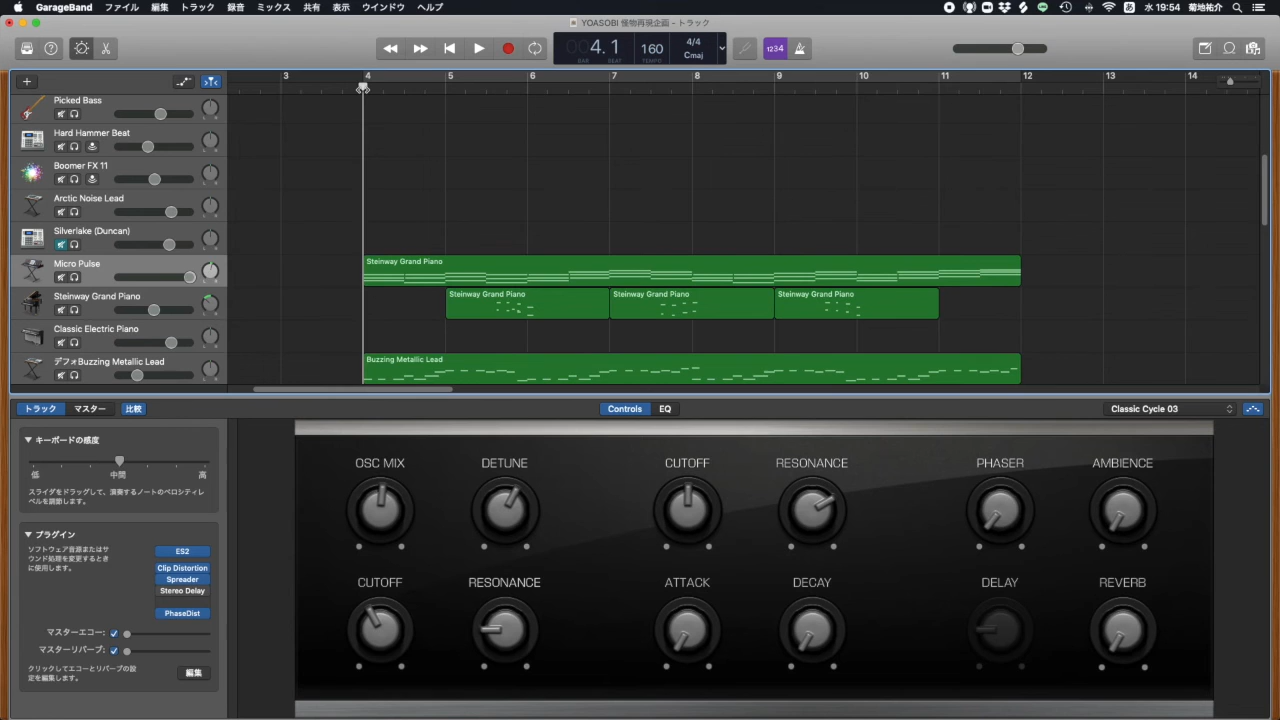 GarageBand ファイル 編集 トラック 録音 ミックス 共有 表示 ウインドウ ヘルプ あ 水 19:54 菊地祐介
YOASOBI 怪物再現企画 - トラック
4. 1 160 4/4 Cmaj 1234
BAR BEAT TEMPO
3 4 5 6 7 8 9 10 11 12 13 14
Picked Bass
Hard Hammer Beat
Boomer FX 11
Arctic Noise Lead
Silverlake (Duncan)
Micro Pulse
Steinway Grand Piano
Steinway Grand Piano
Steinway Grand Piano Steinway Grand Piano Steinway Grand Piano
Classic Electric Piano
デフォBuzzing Metallic Lead
Buzzing Metallic Lead
トラック マスター 比較 Controls EQ Classic Cycle 03
キーボードの感度
低 中間 高
スライダをドラッグして、演奏するノートのベロシティレ
ベルを調節します。
プラグイン
ソフトウェア音源またはサ
ウンド処理を変更するとき
に使用します。
ES2
Clip Distortion
Spreader
Stereo Delay
PhaseDist
マスターエコー:
マスターリバーブ:
クリックしてエコーとリバーブの設
定を編集します。
編集
OSC MIX DETUNE CUTOFF RESONANCE PHASER AMBIENCE
CUTOFF RESONANCE ATTACK DECAY DELAY REVERB